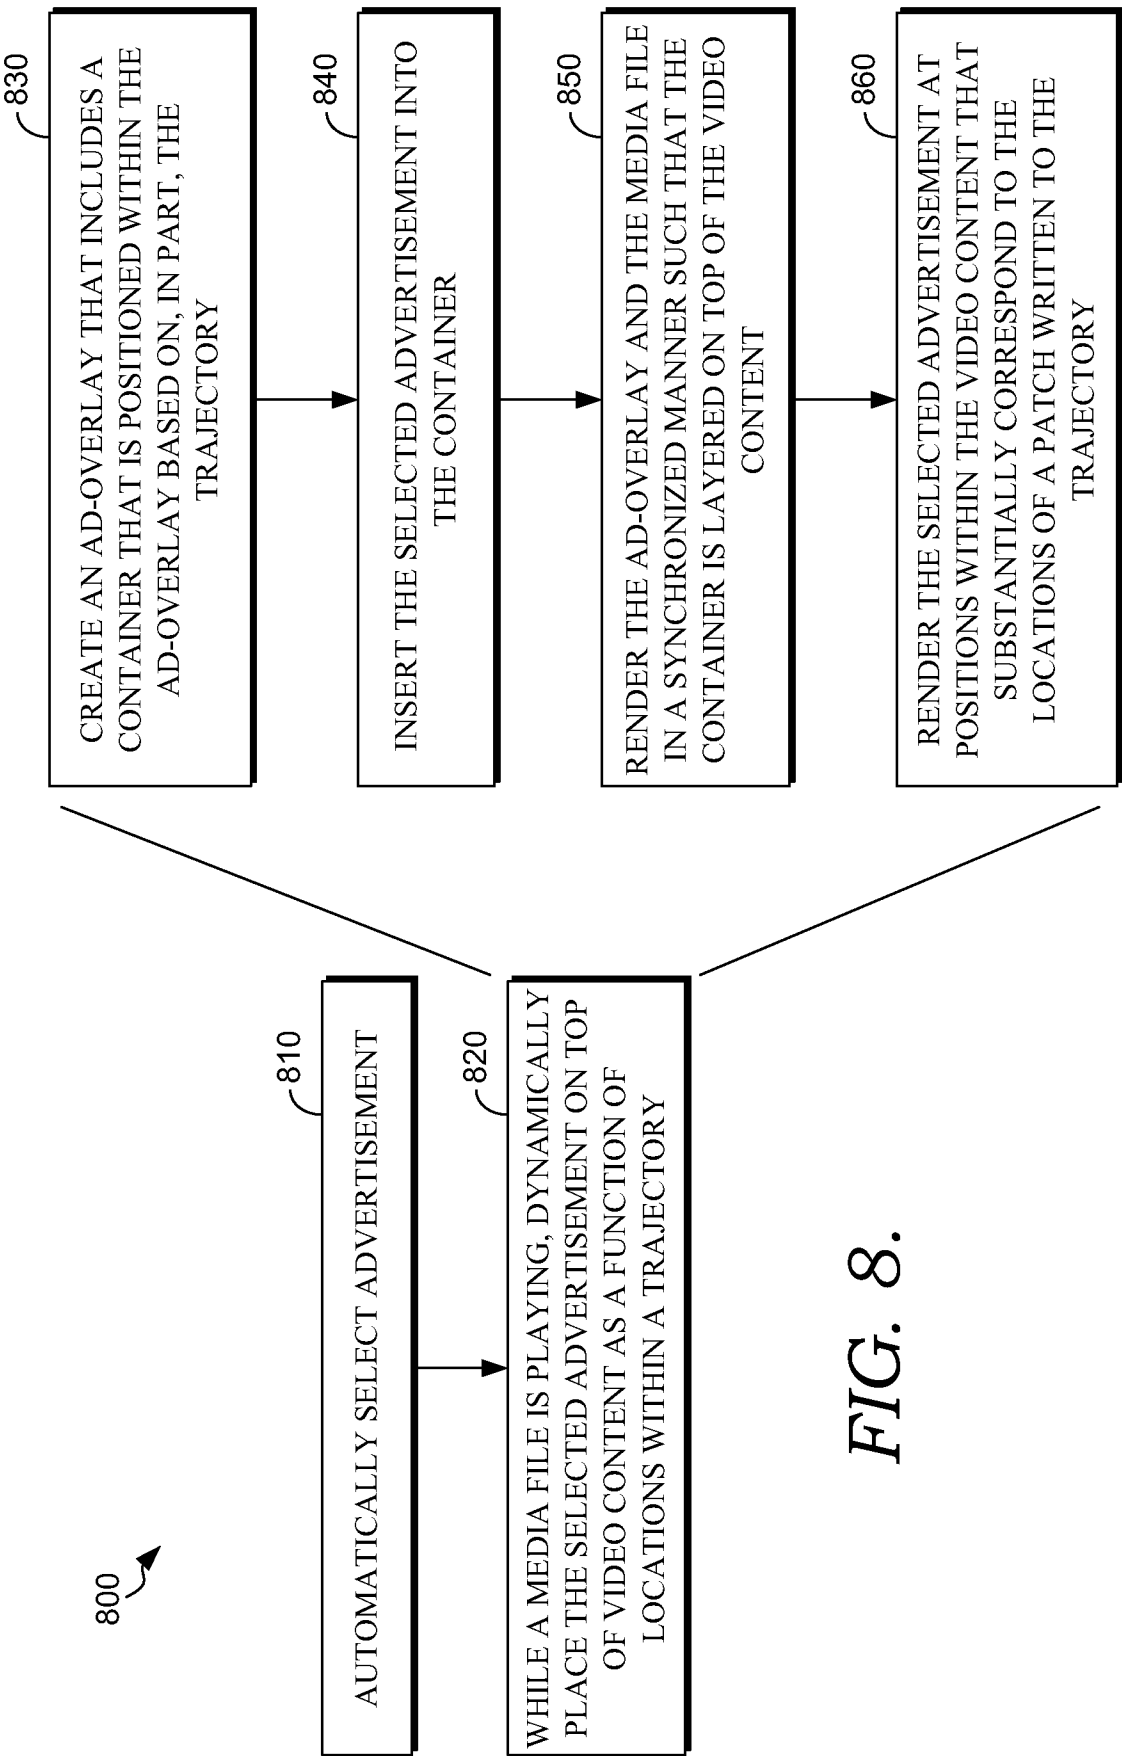 800
810
AUTOMATICALLY SELECT ADVERTISEMENT
820
WHILE A MEDIA FILE IS PLAYING, DYNAMICALLY
PLACE THE SELECTED ADVERTISEMENT ON TOP
OF VIDEO CONTENT AS A FUNCTION OF
LOCATIONS WITHIN A TRAJECTORY
830
CREATE AN AD-OVERLAY THAT INCLUDES A
CONTAINER THAT IS POSITIONED WITHIN THE
AD-OVERLAY BASED ON, IN PART, THE
TRAJECTORY
840
INSERT THE SELECTED ADVERTISEMENT INTO
THE CONTAINER
850
RENDER THE AD-OVERLAY AND THE MEDIA FILE
IN A SYNCHRONIZED MANNER SUCH THAT THE
CONTAINER IS LAYERED ON TOP OF THE VIDEO
CONTENT
860
RENDER THE SELECTED ADVERTISEMENT AT
POSITIONS WITHIN THE VIDEO CONTENT THAT
SUBSTANTIALLY CORRESPOND TO THE
LOCATIONS OF A PATCH WRITTEN TO THE
TRAJECTORY
FIG. 8.